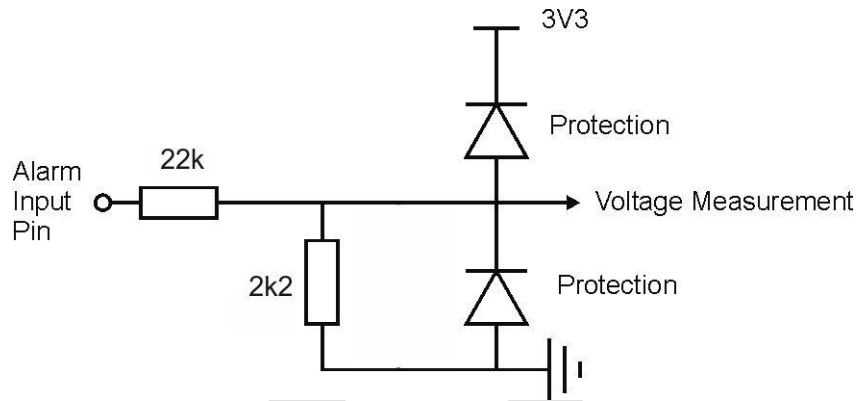 3V3
Protection
22k
Alarm
Input
Pin
Voltage Measurement
2k2
Protection